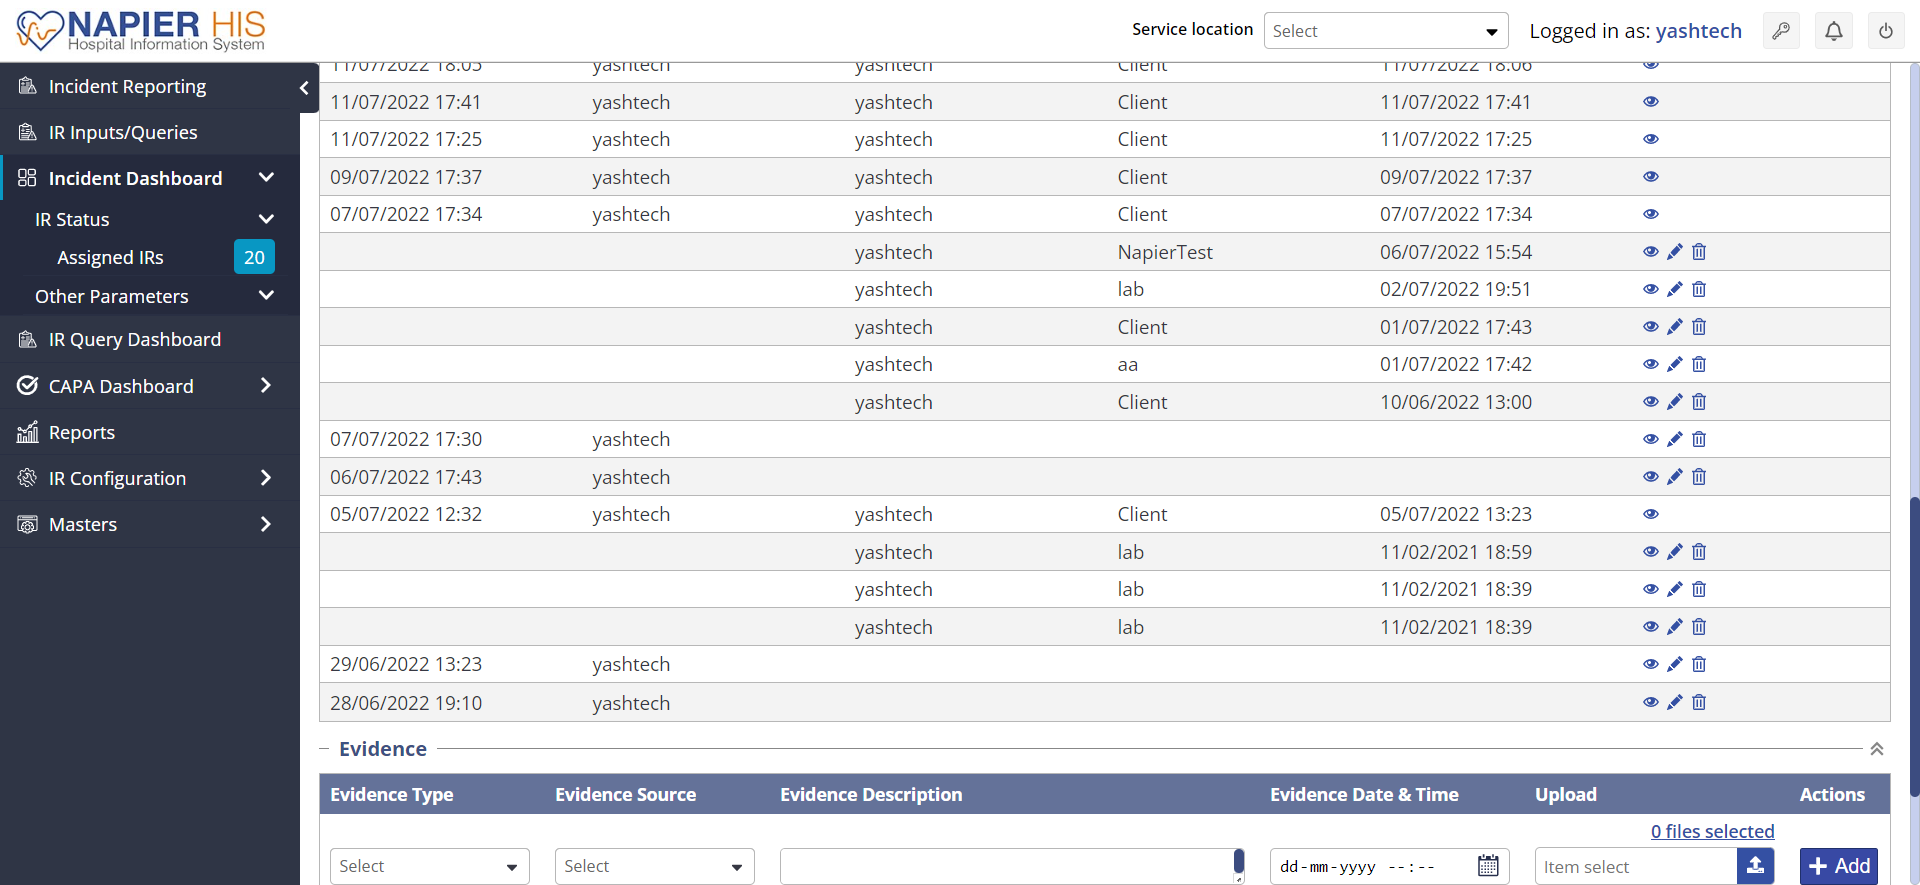 NAPIER HIS
Hospital Information System
Service location
Select
Logged in as: yashtech
Incident Reporting
IR Inputs/Queries
Incident Dashboard
IR Status
Assigned IRs 20
Other Parameters
IR Query Dashboard
CAPA Dashboard
Reports
IR Configuration
Masters
11/07/2022 18:05 yashtech yashtech Client 11/07/2022 18:06
11/07/2022 17:41 yashtech yashtech Client 11/07/2022 17:41
11/07/2022 17:25 yashtech yashtech Client 11/07/2022 17:25
09/07/2022 17:37 yashtech yashtech Client 09/07/2022 17:37
07/07/2022 17:34 yashtech yashtech Client 07/07/2022 17:34
yashtech NapierTest 06/07/2022 15:54
yashtech lab 02/07/2022 19:51
yashtech Client 01/07/2022 17:43
yashtech aa 01/07/2022 17:42
yashtech Client 10/06/2022 13:00
07/07/2022 17:30 yashtech
06/07/2022 17:43 yashtech
05/07/2022 12:32 yashtech yashtech Client 05/07/2022 13:23
yashtech lab 11/02/2021 18:59
yashtech lab 11/02/2021 18:39
yashtech lab 11/02/2021 18:39
29/06/2022 13:23 yashtech
28/06/2022 19:10 yashtech
Evidence
Evidence Type Evidence Source Evidence Description Evidence Date & Time Upload Actions
0 files selected
Select Select dd-mm-yyyy --:-- Item select Add